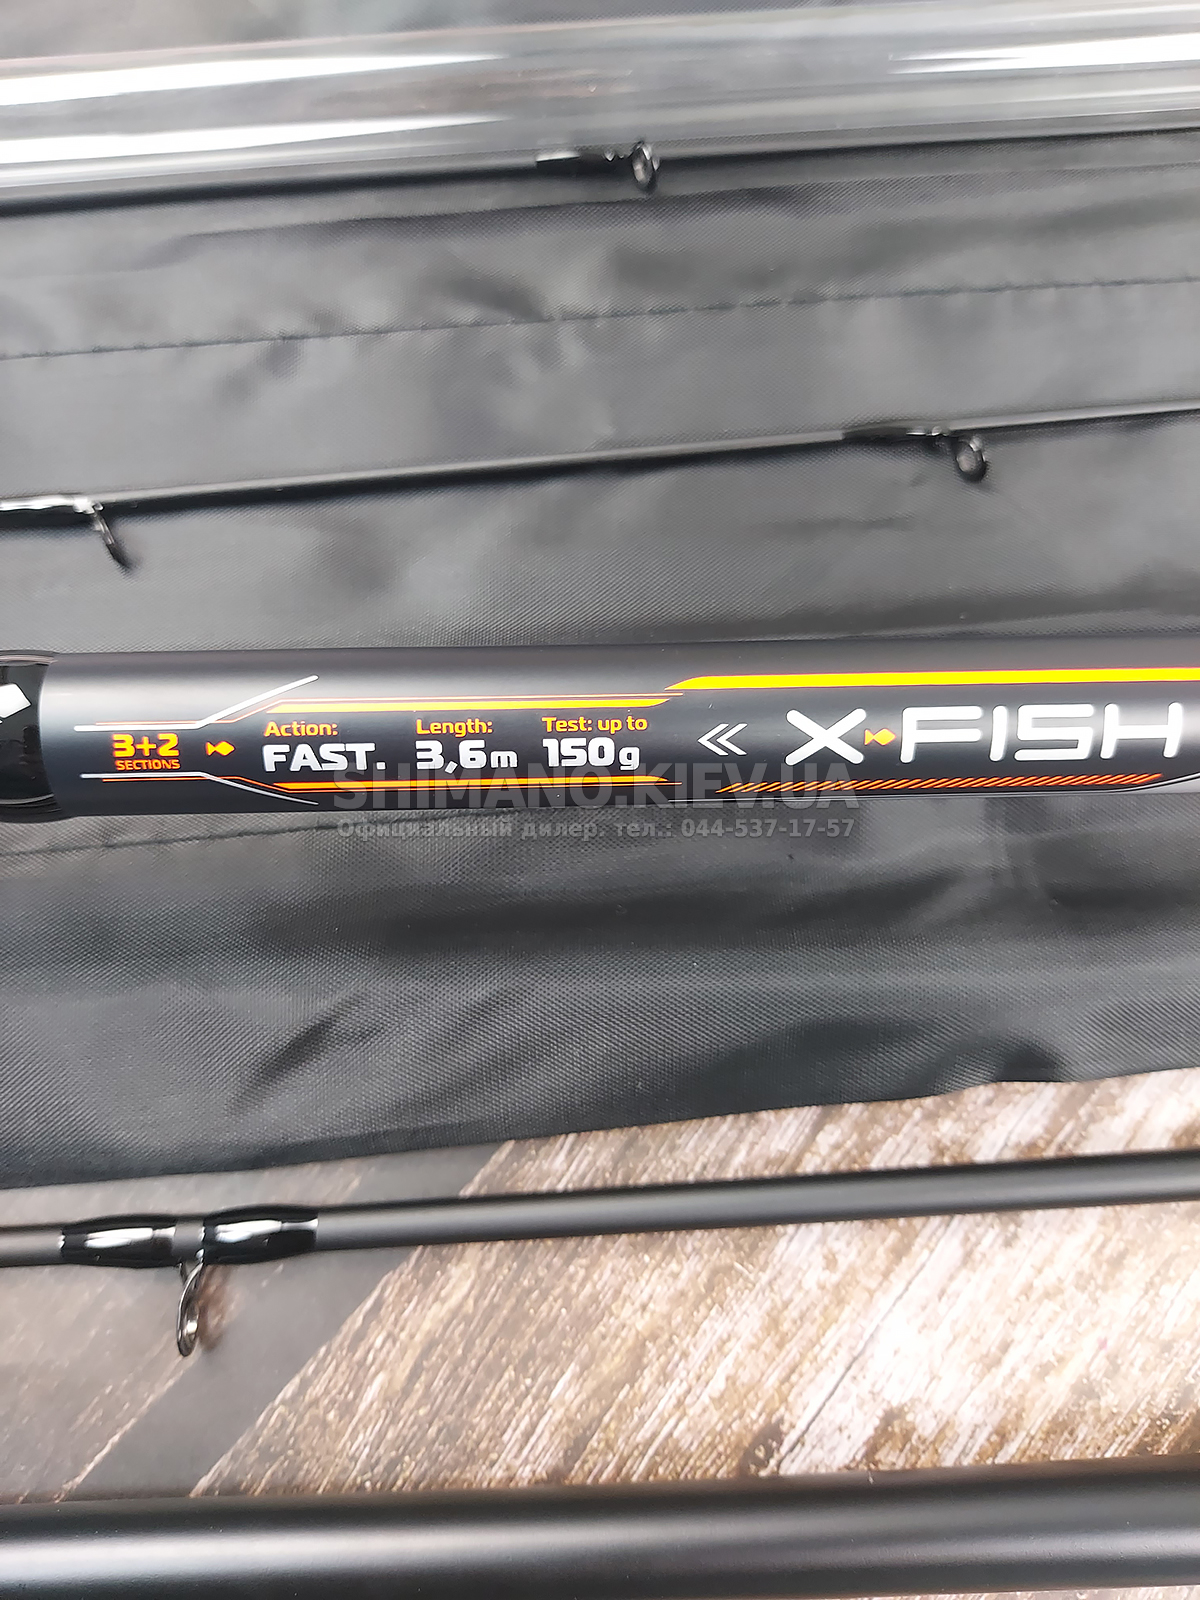 3+2
SECTIONS
Action:
FAST.
Length:
3,6m
Test: up to
150g
X FISH
SHIMANO.KIEV.UA
Официальный дилер, тел.: 044-537-17-57